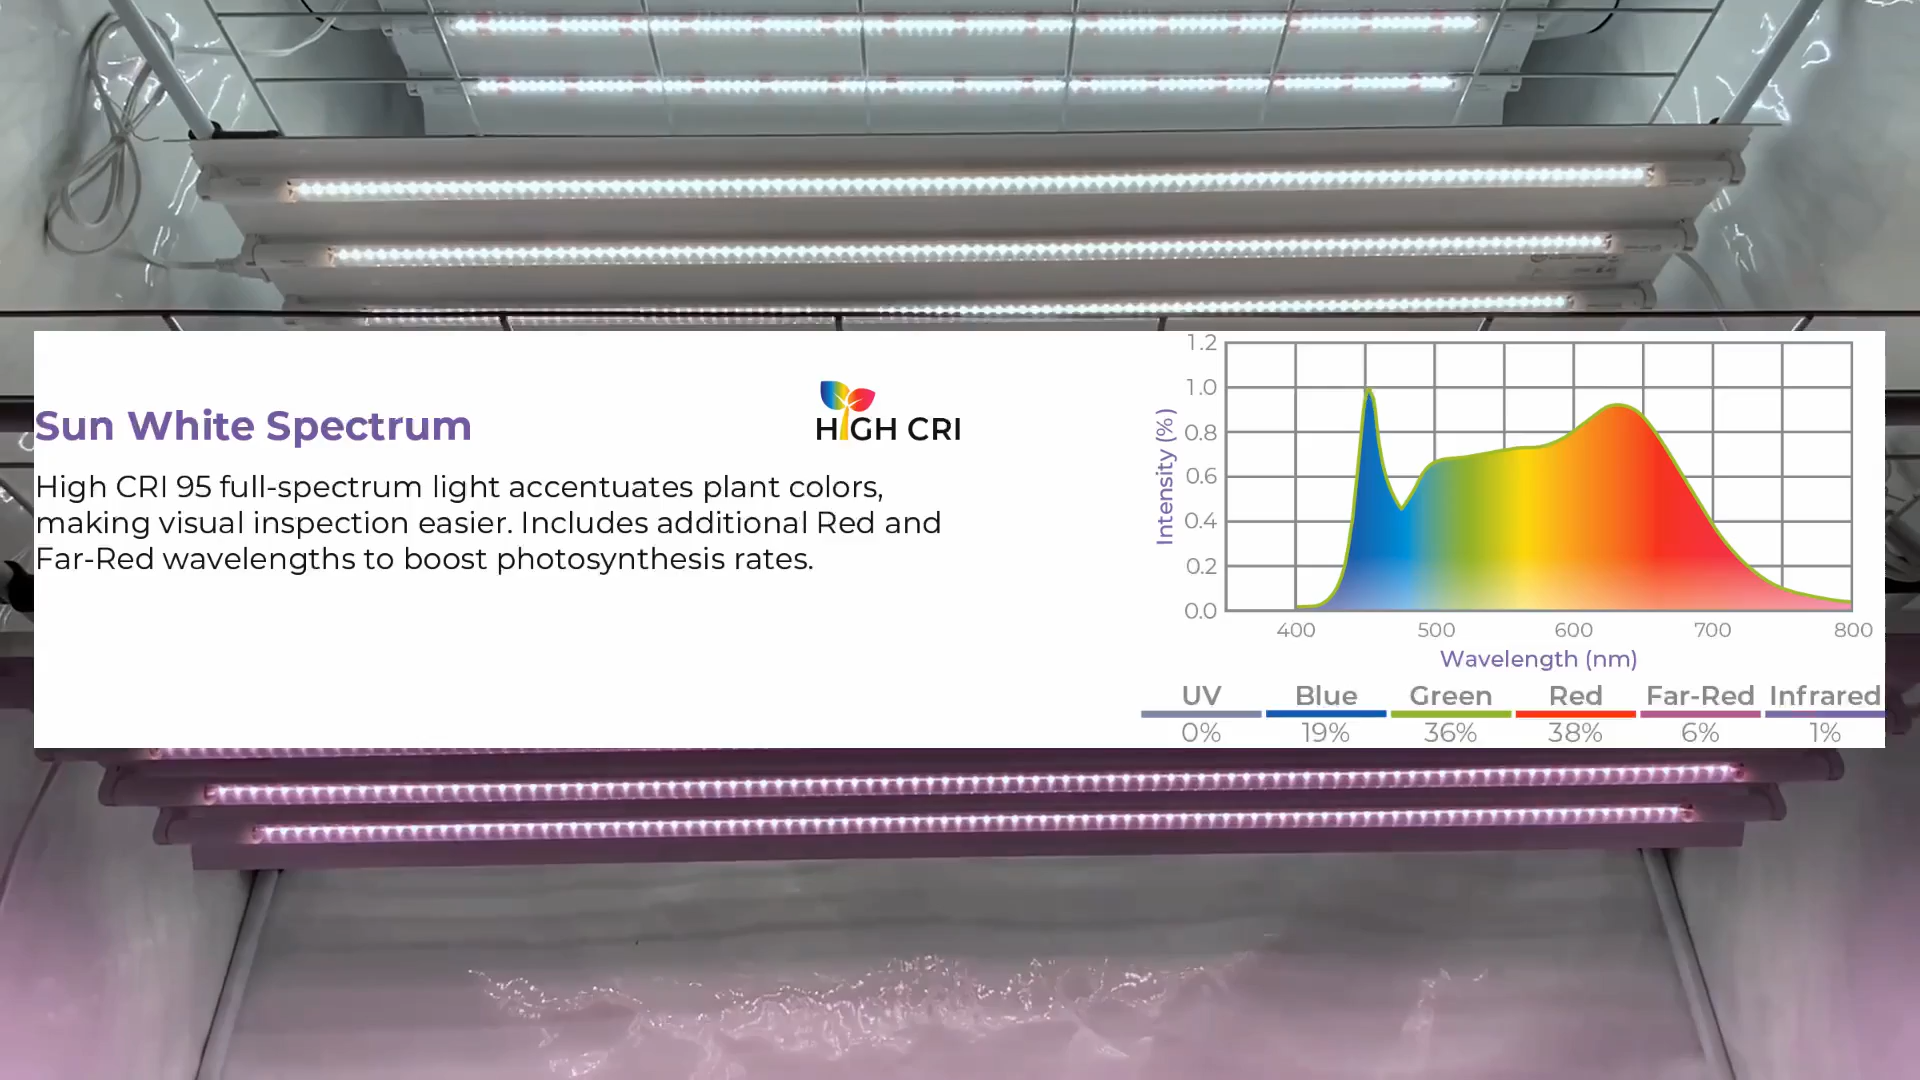 Sun White Spectrum
HIGH CRI
High CRI 95 full-spectrum light accentuates plant colors,
making visual inspection easier. Includes additional Red and
Far-Red wavelengths to boost photosynthesis rates.
Intensity (%)
1.2
1.0
0.8
0.6
0.4
0.2
0.0
400 500 600 700 800
Wavelength (nm)
UV Blue Green Red Far-Red Infrared
0% 19% 36% 38% 6% 1%